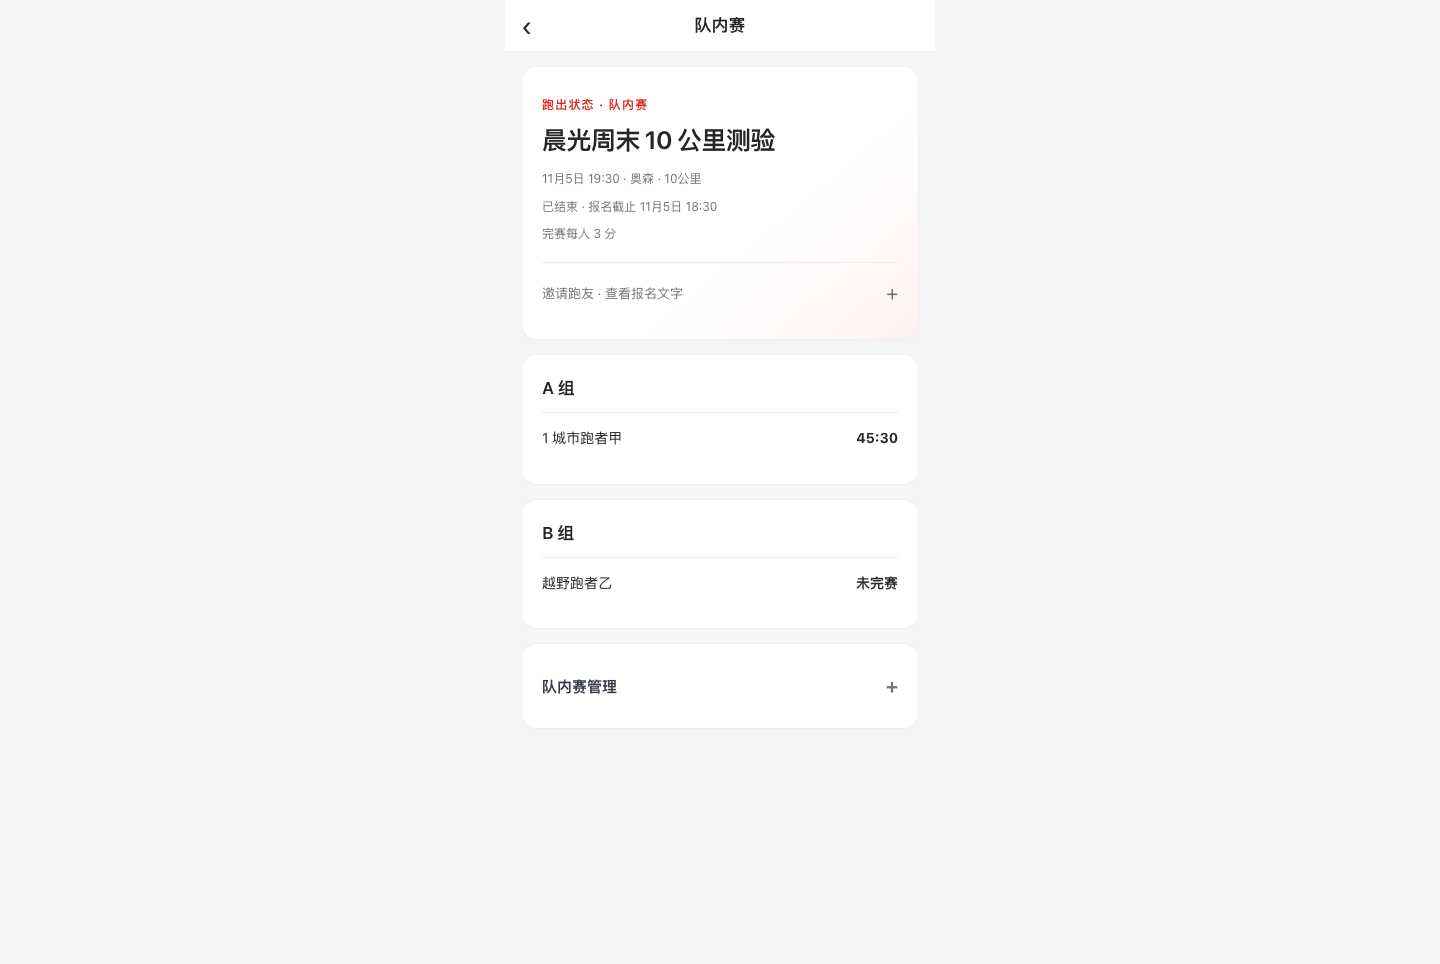 ‹
队内赛
跑出状态 · 队内赛
晨光周末 10 公里测验
11月5日 19:30 · 奥森 · 10公里
已结束 · 报名截止 11月5日 18:30
完赛每人 3 分
邀请跑友 · 查看报名文字 +
A 组
1 城市跑者甲 45:30
B 组
越野跑者乙 未完赛
队内赛管理 +